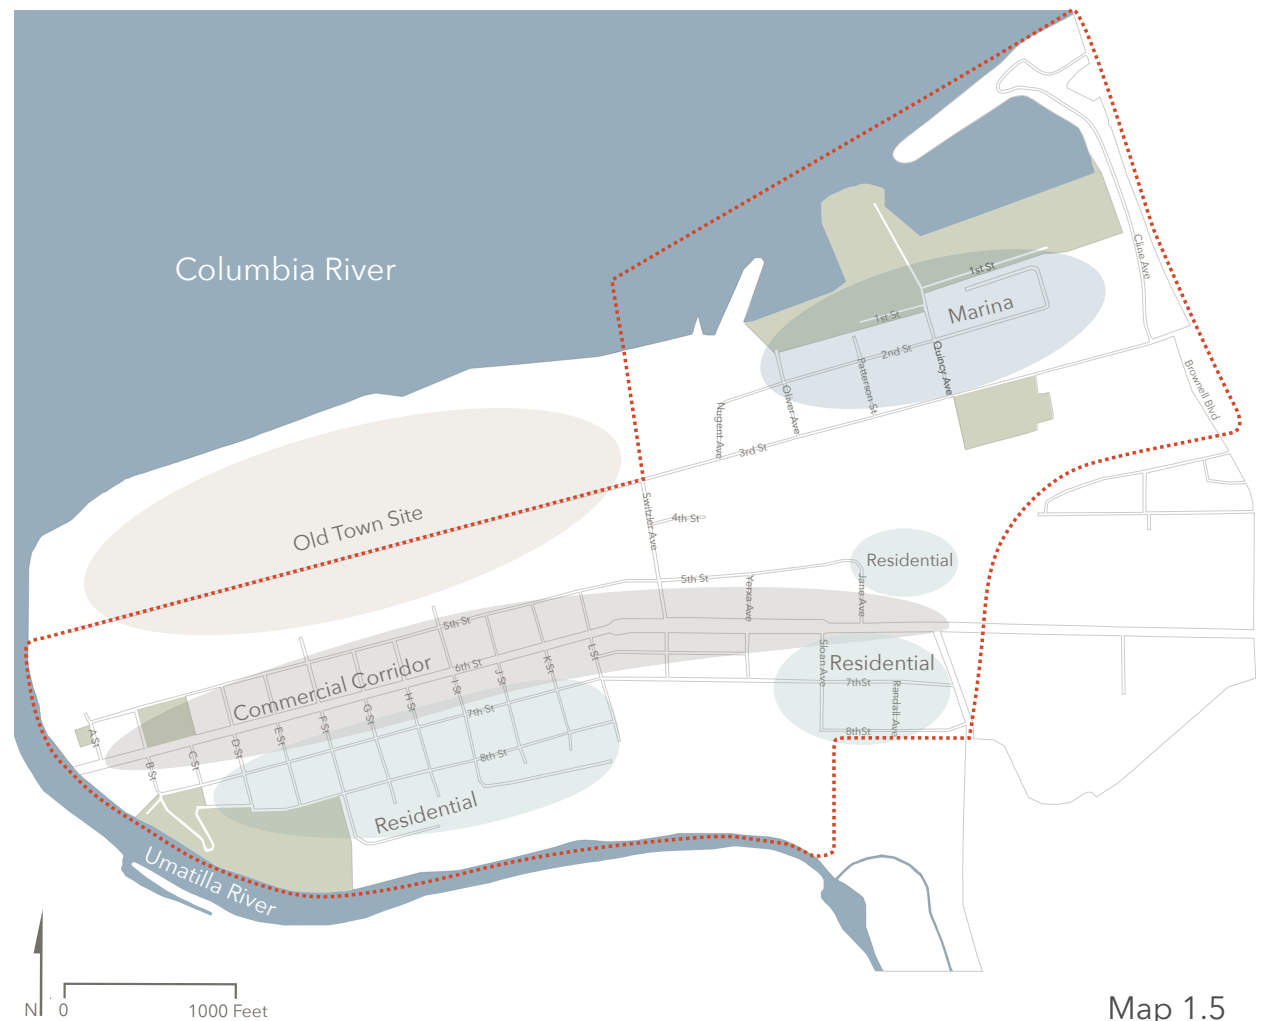 Columbia River
Cline Ave
1st St
Marina
1st St
2nd St
Quincy Ave
Patterson St
Oliver Ave
Nugent Ave
Brownell Blvd
3rd St
Old Town Site
Switzler Ave
4th St
Residential
5th St
Yerxa Ave
Jane Ave
5th St
6th St
Commercial Corridor
L St
K St
J St
I St
H St
G St
F St
E St
D St
C St
B St
A St
Sloan Ave
Residential
7thSt
Randall Ave
8thSt
7th St
8th St
Residential
Umatilla River
N
0
1000 Feet
Map 1.5